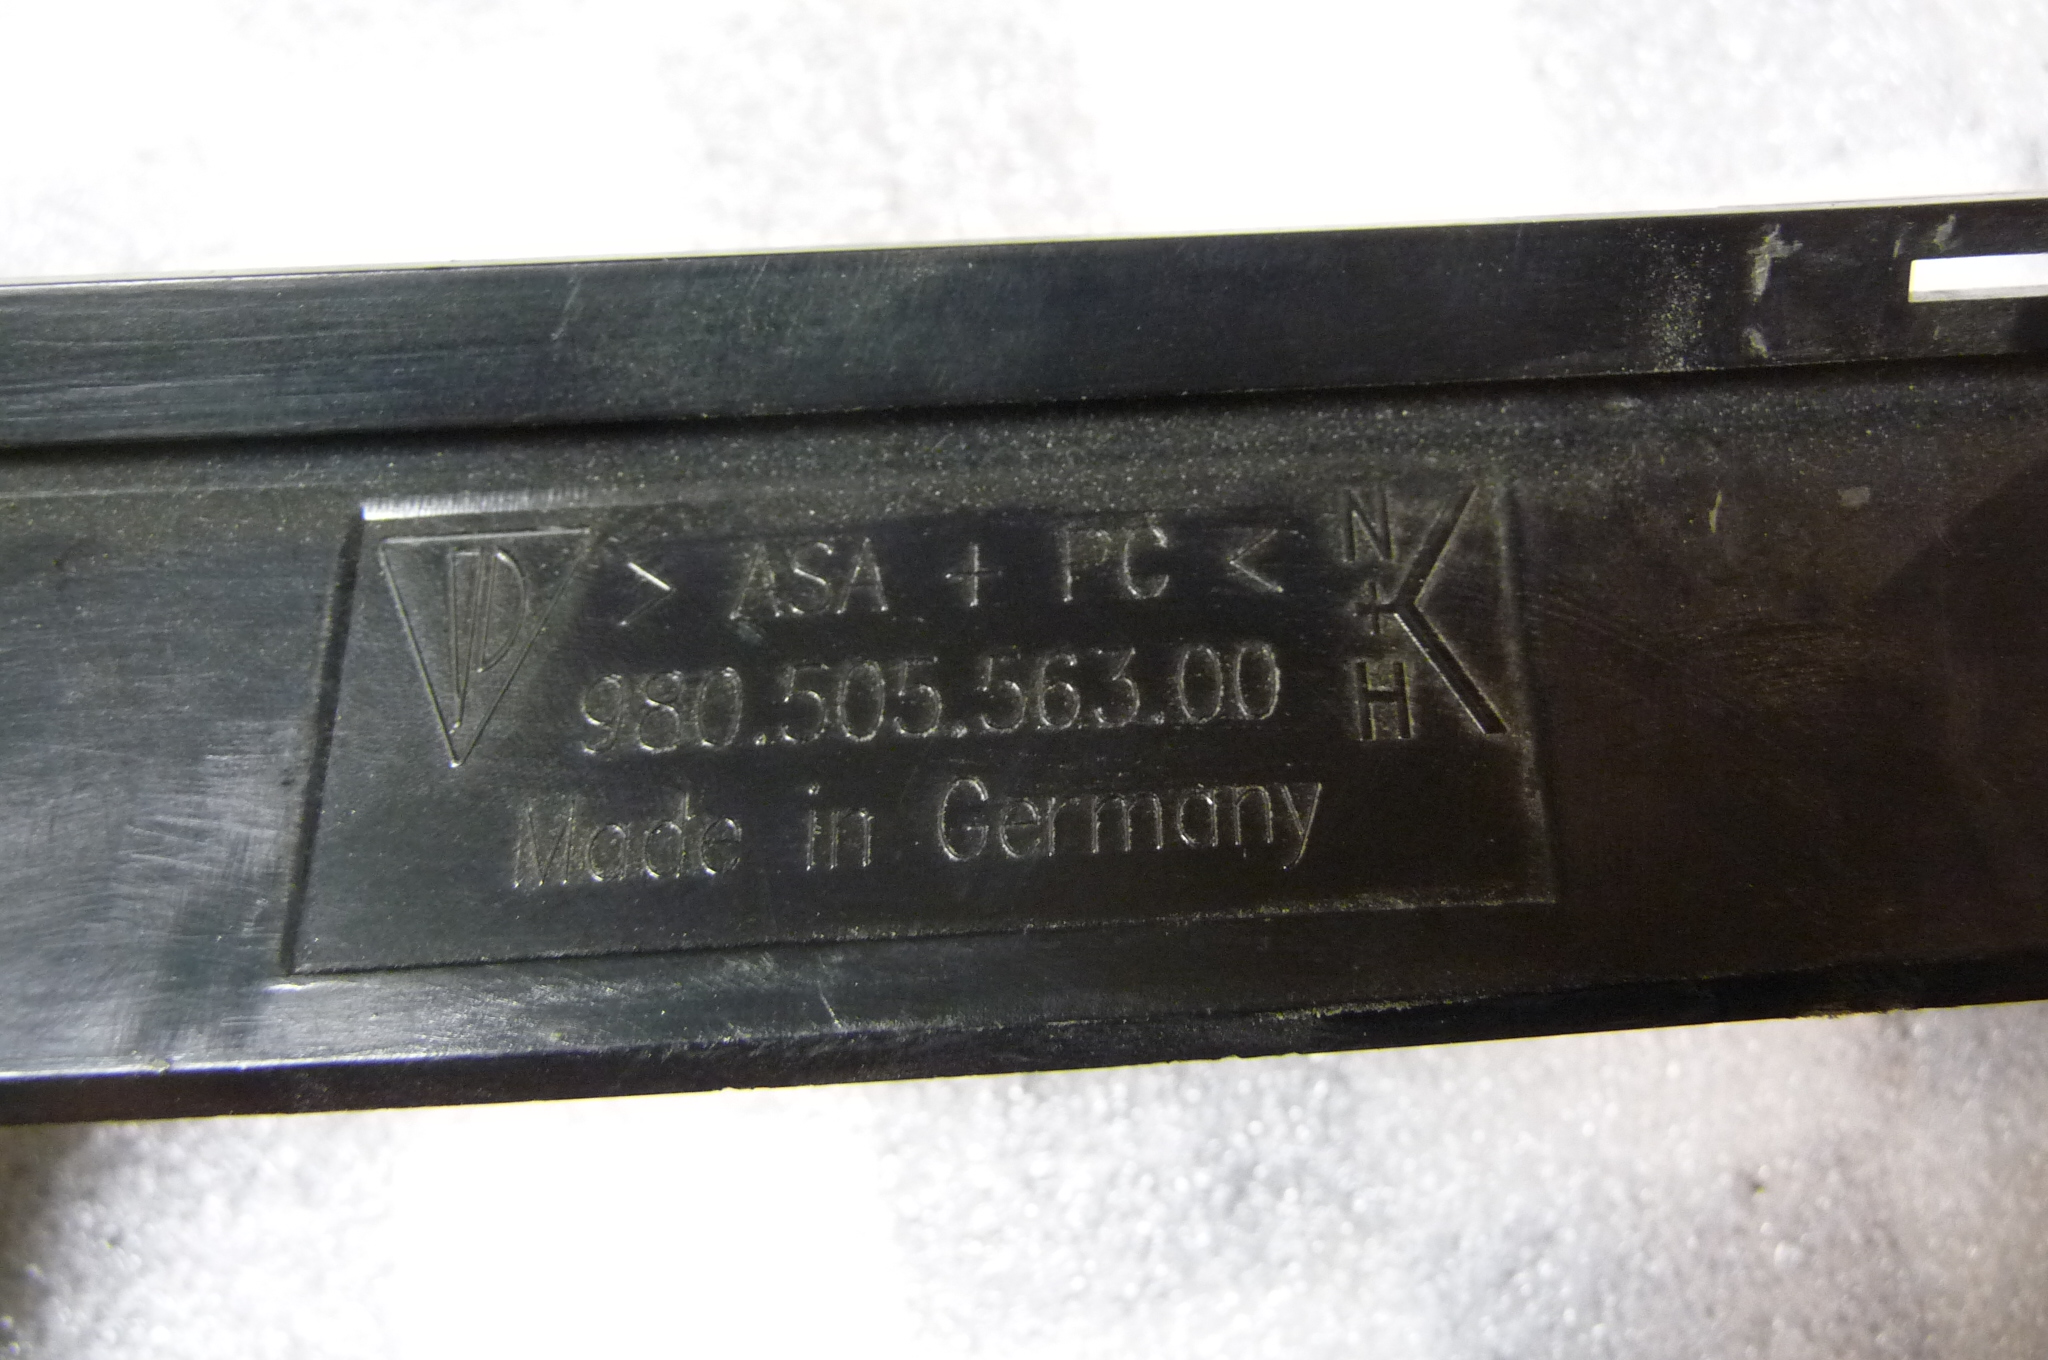 > ASA + PC <
980.505.563.00
Made in Germany
N+H K